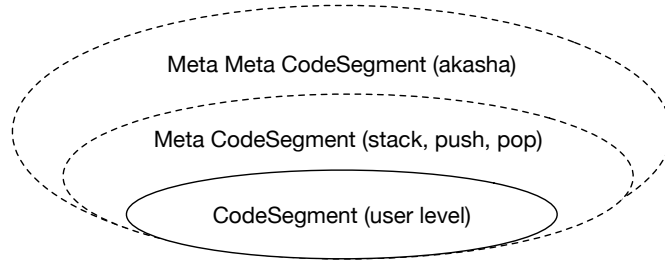 Meta Meta CodeSegment (akasha)
Meta CodeSegment (stack, push, pop)
CodeSegment (user level)